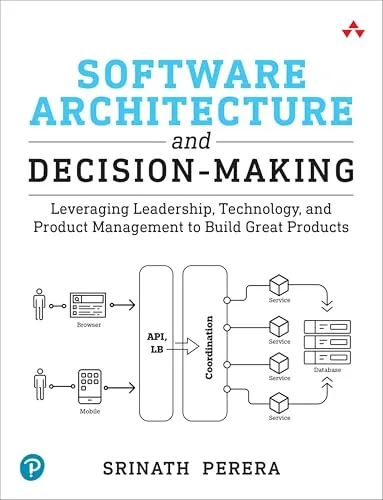 SOFTWARE
ARCHITECTURE
and
DECISION-MAKING
Leveraging Leadership, Technology, and
Product Management to Build Great Products
Browser
Mobile
API,
LB
Coordination
Service
Service
Service
Service
Database
P
SRINATH PERERA